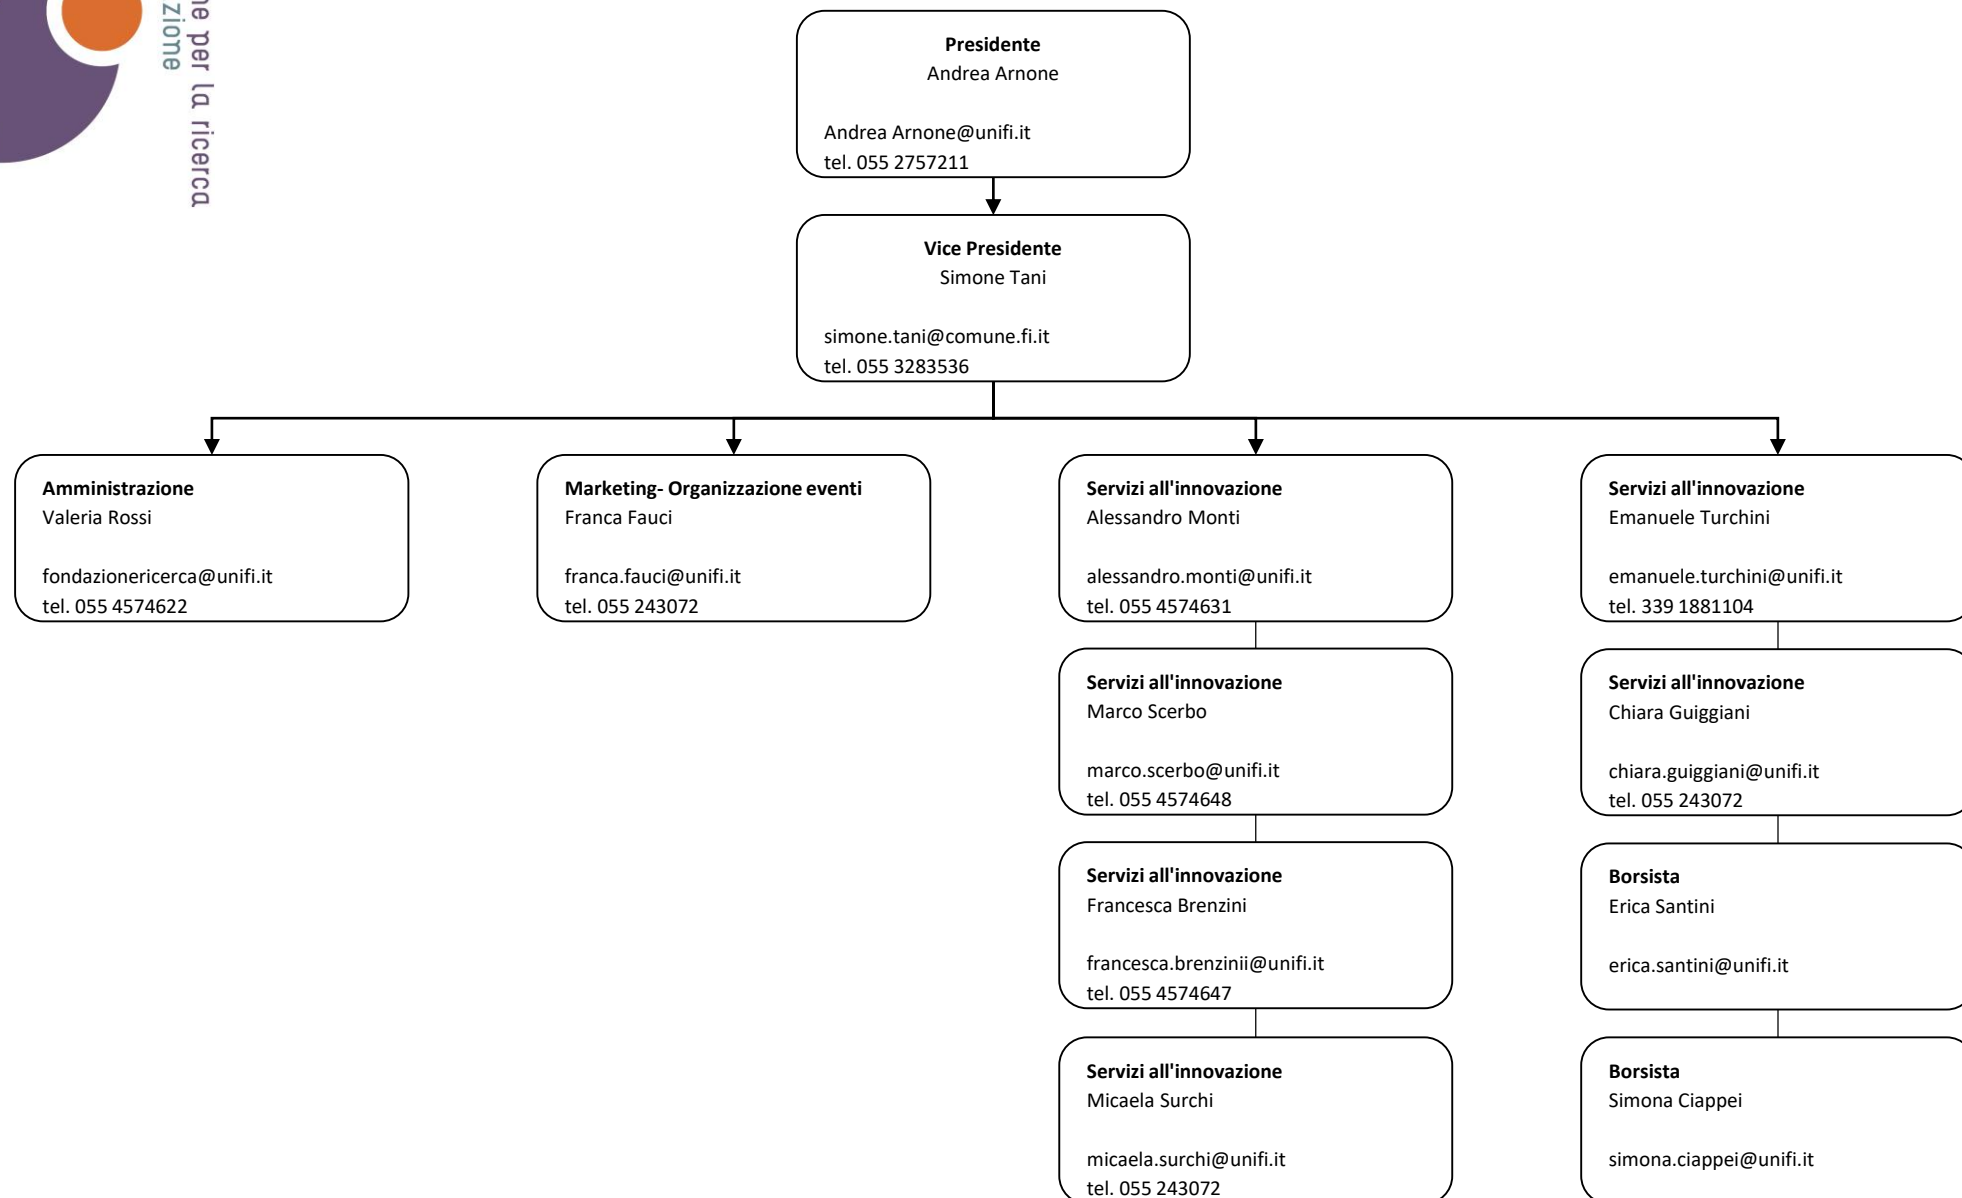 ne per la ricerca
zione
Presidente
Andrea Arnone
Andrea Arnone@unifi.it
tel. 055 2757211
Vice Presidente
Simone Tani
simone.tani@comune.fi.it
tel. 055 3283536
Amministrazione
Valeria Rossi
fondazionericerca@unifi.it
tel. 055 4574622
Marketing- Organizzazione eventi
Franca Fauci
franca.fauci@unifi.it
tel. 055 243072
Servizi all'innovazione
Alessandro Monti
alessandro.monti@unifi.it
tel. 055 4574631
Servizi all'innovazione
Emanuele Turchini
emanuele.turchini@unifi.it
tel. 339 1881104
Servizi all'innovazione
Marco Scerbo
marco.scerbo@unifi.it
tel. 055 4574648
Servizi all'innovazione
Chiara Guiggiani
chiara.guiggiani@unifi.it
tel. 055 243072
Servizi all'innovazione
Francesca Brenzini
francesca.brenzinii@unifi.it
tel. 055 4574647
Borsista
Erica Santini
erica.santini@unifi.it
Servizi all'innovazione
Micaela Surchi
micaela.surchi@unifi.it
tel. 055 243072
Borsista
Simona Ciappei
simona.ciappei@unifi.it